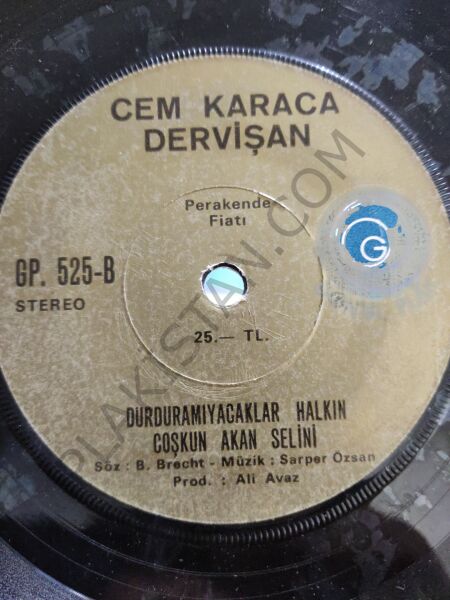 CEM KARACA
DERVİŞAN
Perakende
Fiatı
GP. 525-B
STEREO
25.— TL.
G
DURDURAMIYACAKLAR HALKIN
COŞKUN AKAN SELİNİ
Söz : B. Brecht - Müzik : Sarper Özsan
Prod. : Ali Avaz
PLAKISTAN.COM